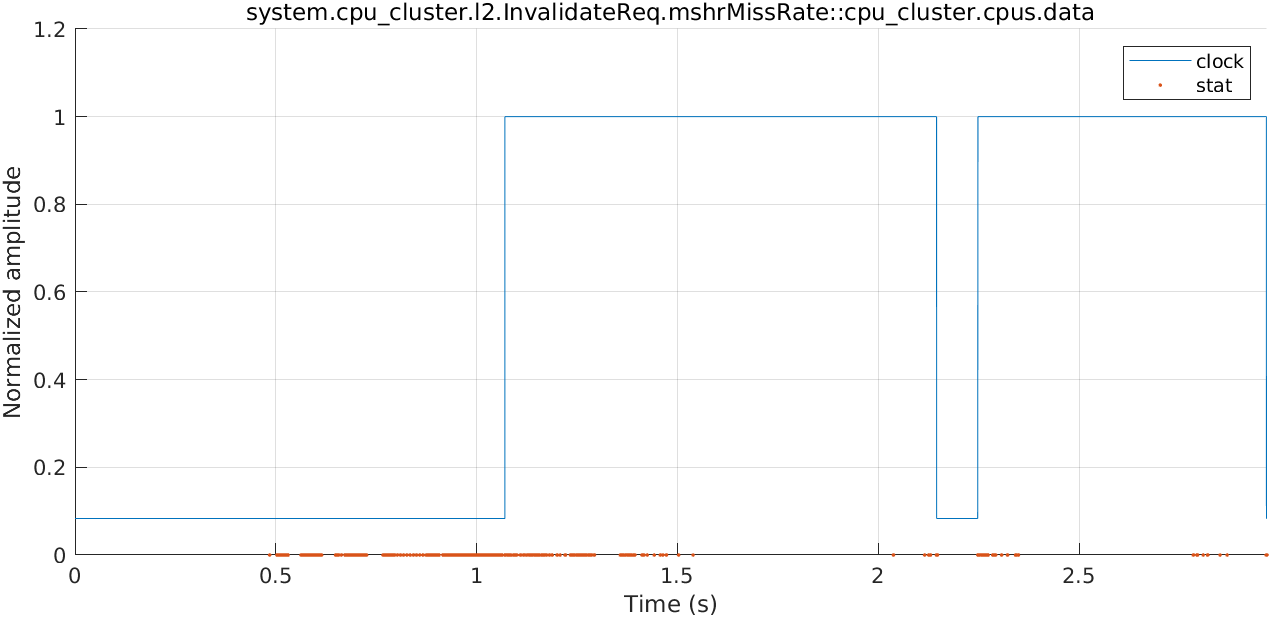 system.cpu_cluster.l2.InvalidateReq.mshrMissRate::cpu_cluster.cpus.data
1.2
clock
stat
1
0.8
Normalized amplitude
0.6
0.4
0.2
0
0 0.5 1 1.5 2 2.5
Time (s)